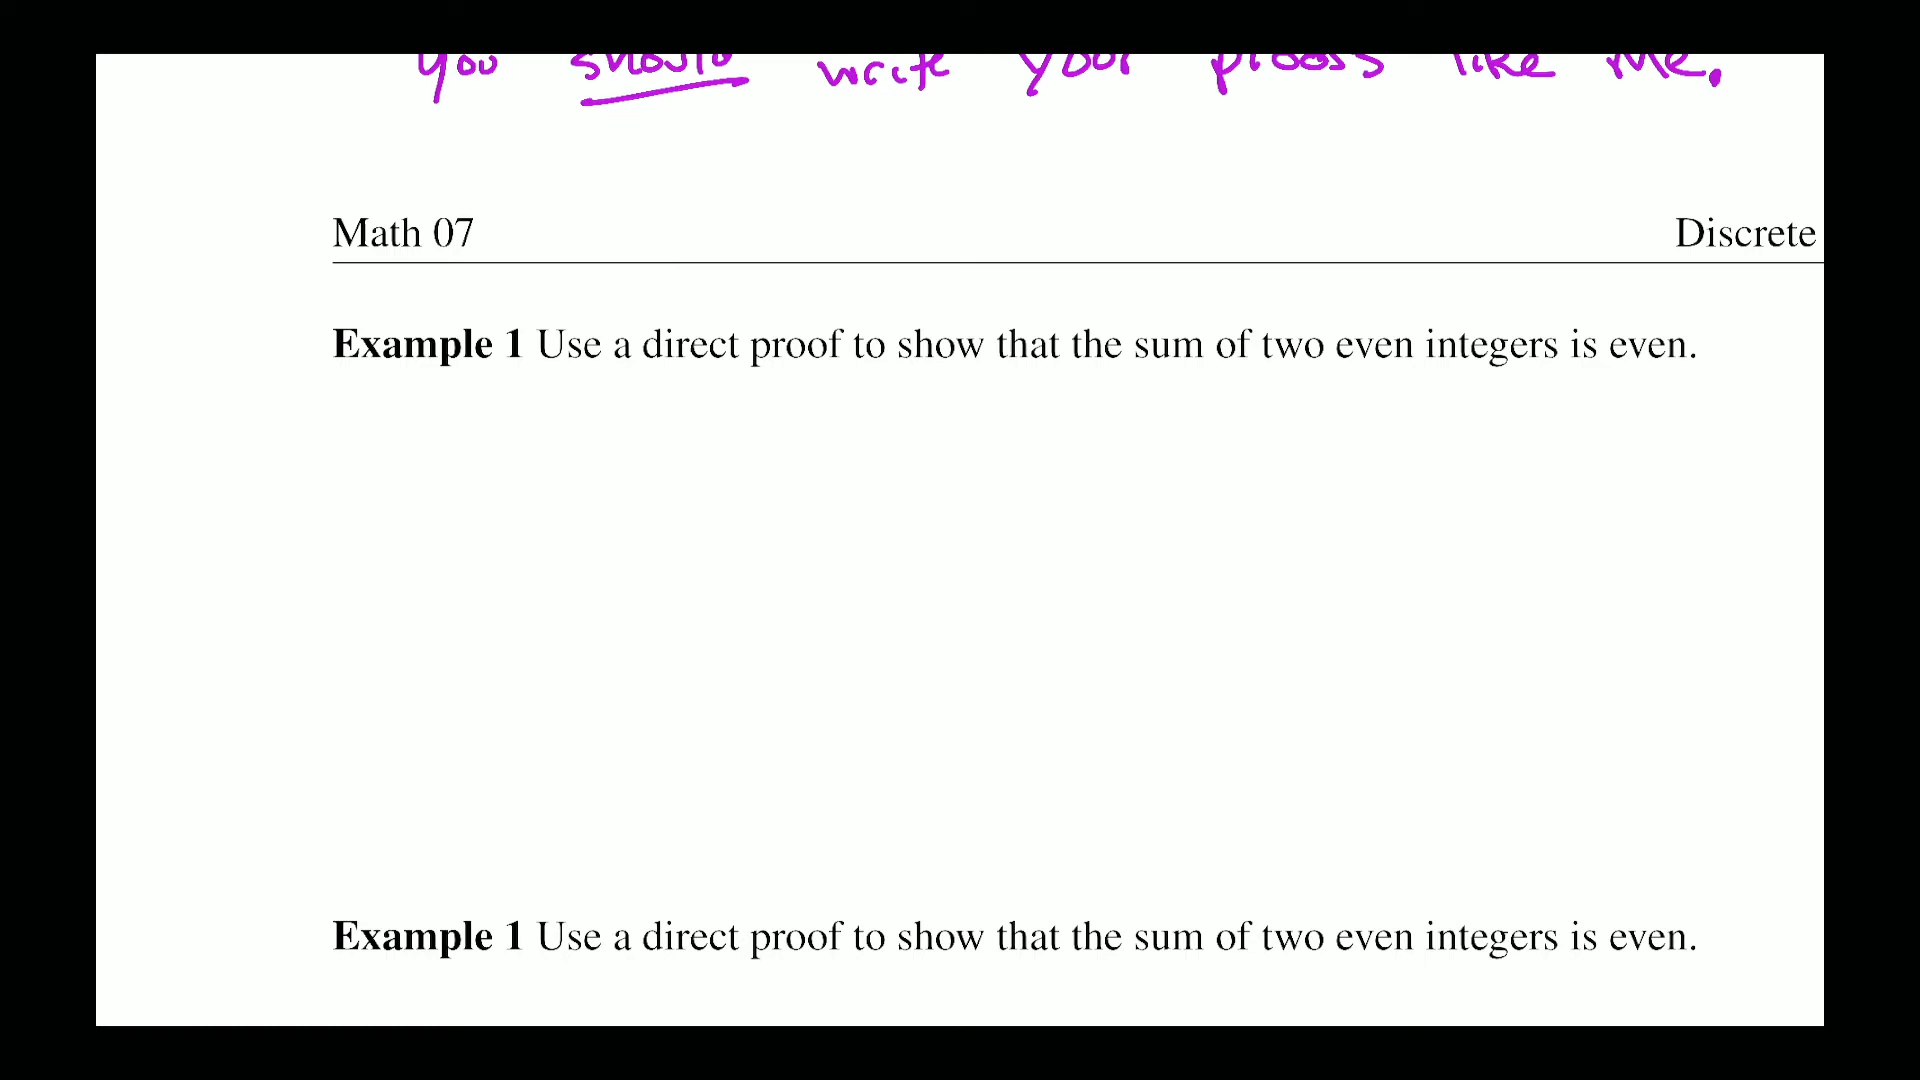 you should write your proofs like me.
Math 07 Discrete
Example 1 Use a direct proof to show that the sum of two even integers is even.
Example 1 Use a direct proof to show that the sum of two even integers is even.